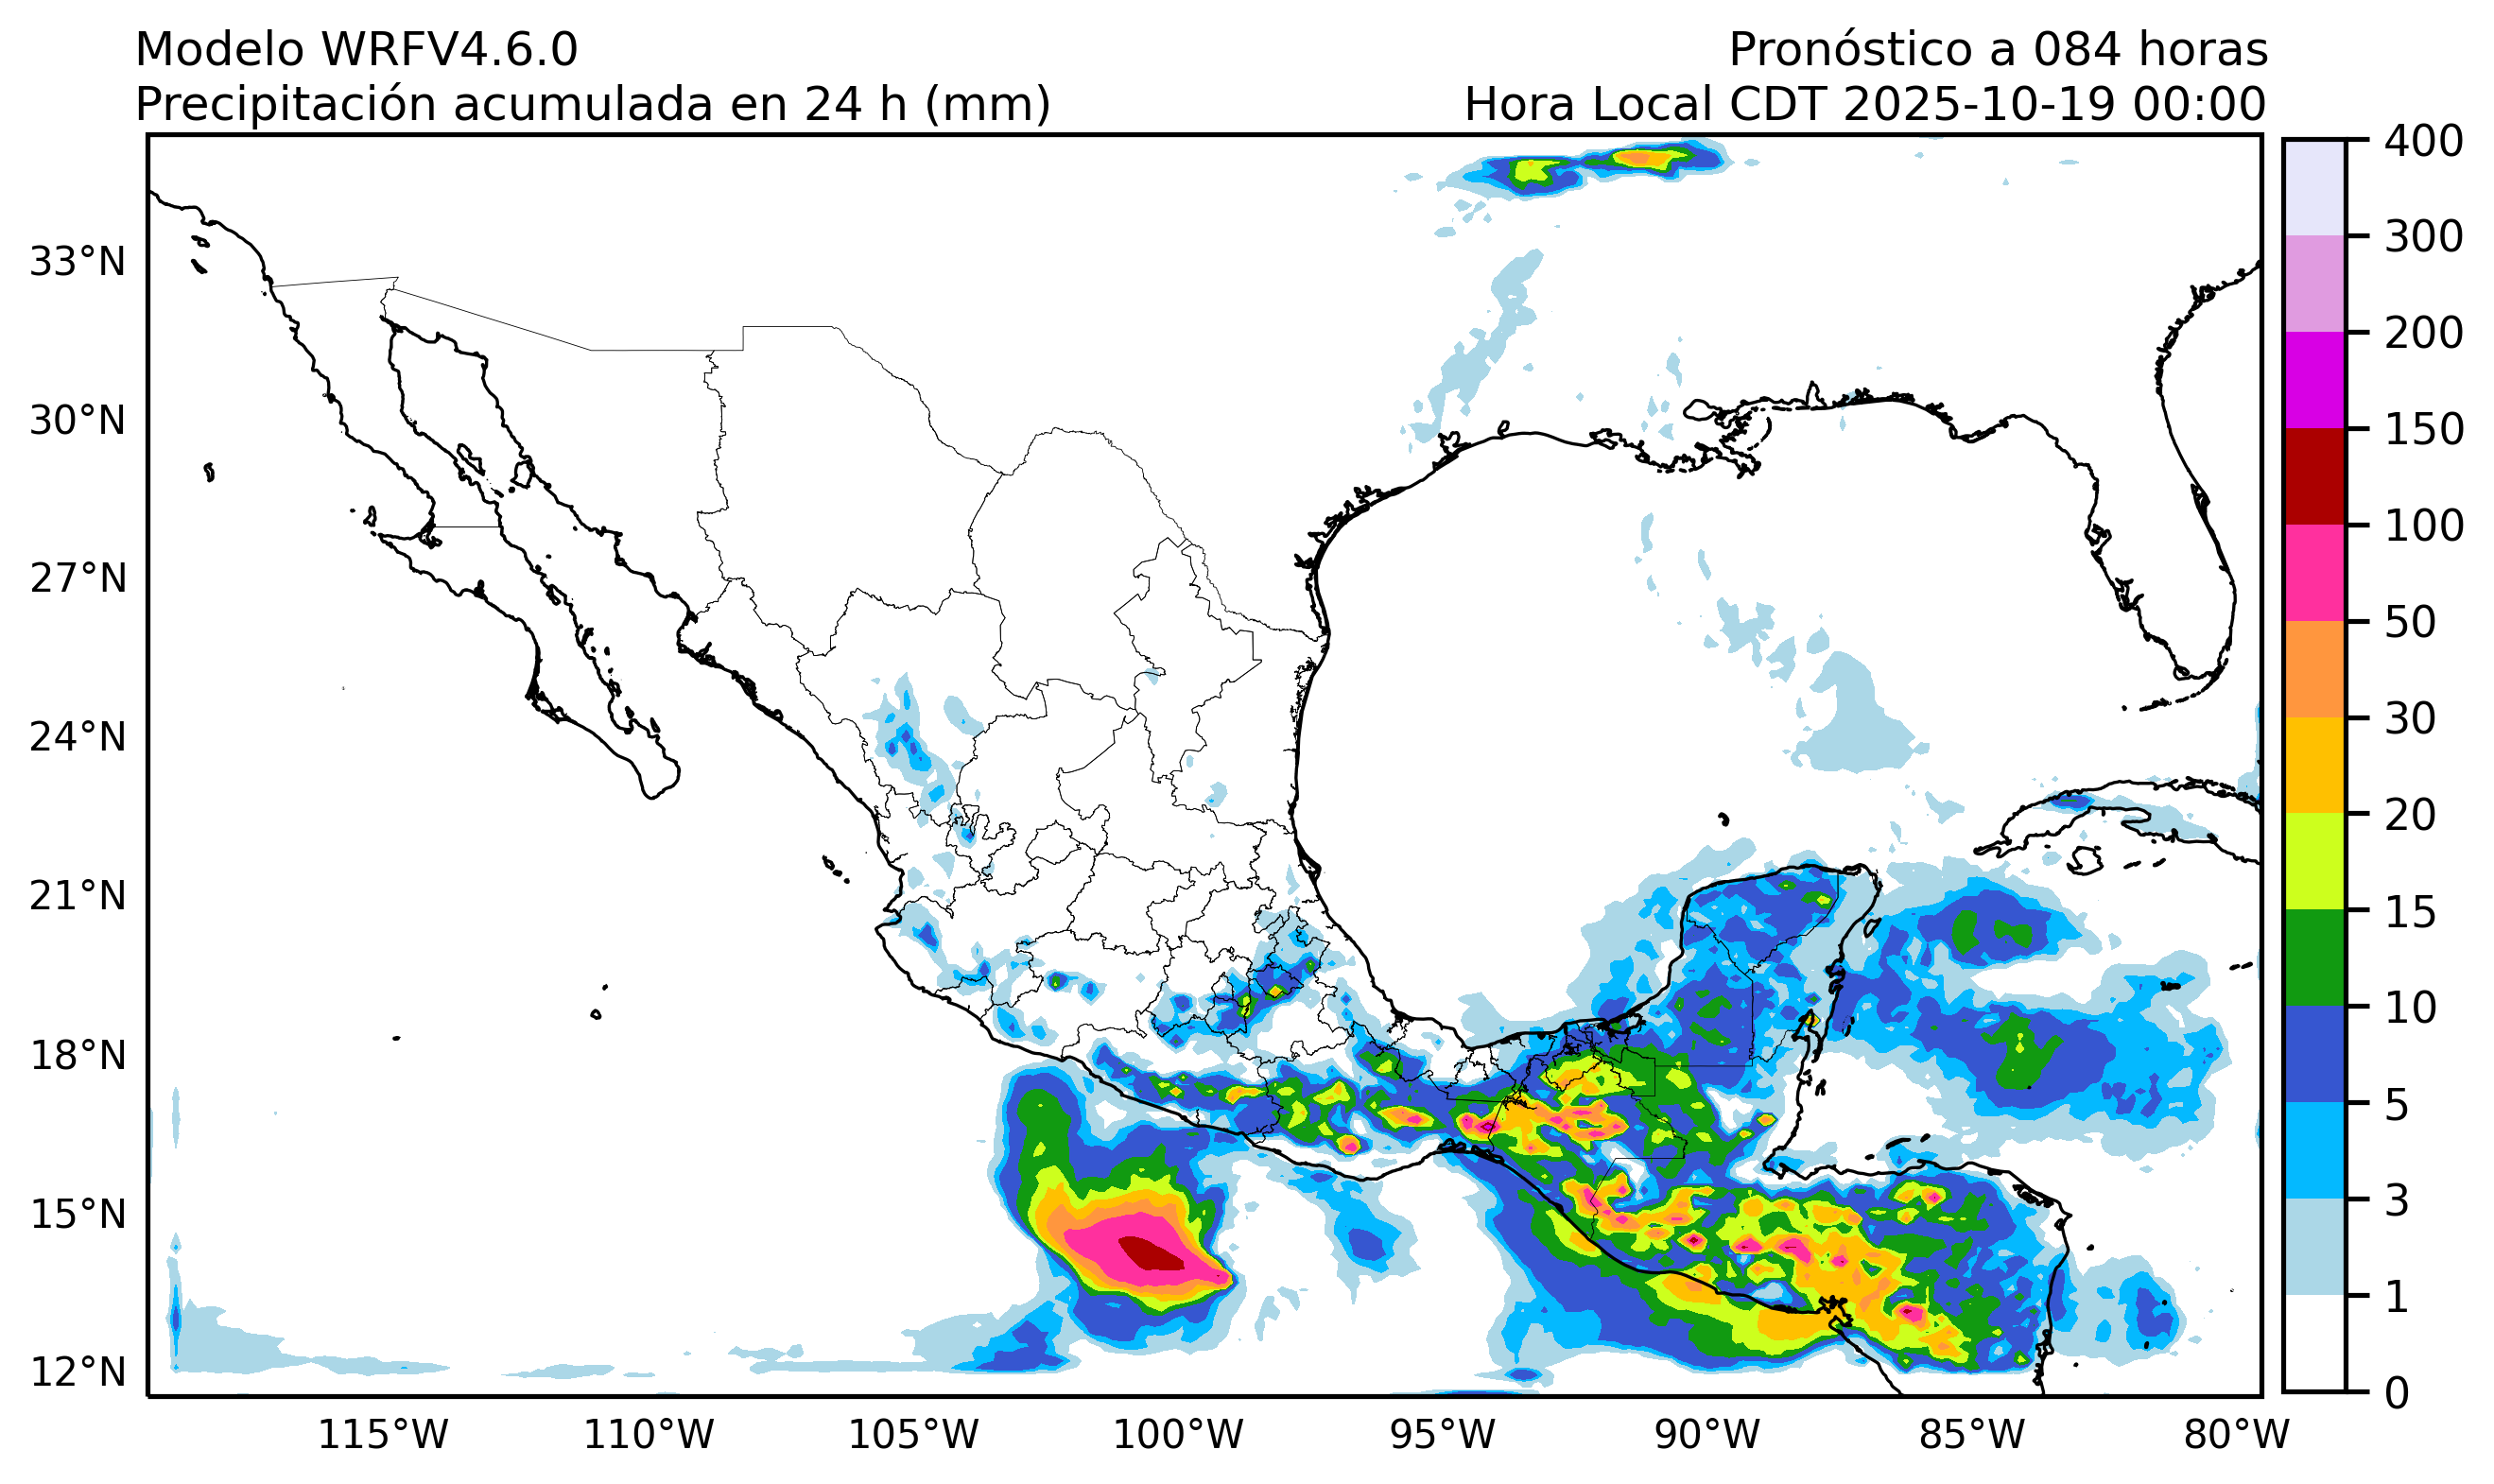 Modelo WRFV4.6.0
Pronóstico a 084 horas
Precipitación acumulada en 24 h (mm)
Hora Local CDT 2025-10-19 00:00
33°N
30°N
27°N
24°N
21°N
18°N
15°N
12°N
115°W
110°W
105°W
100°W
95°W
90°W
85°W
80°W
400
300
200
150
100
50
30
20
15
10
5
3
1
0